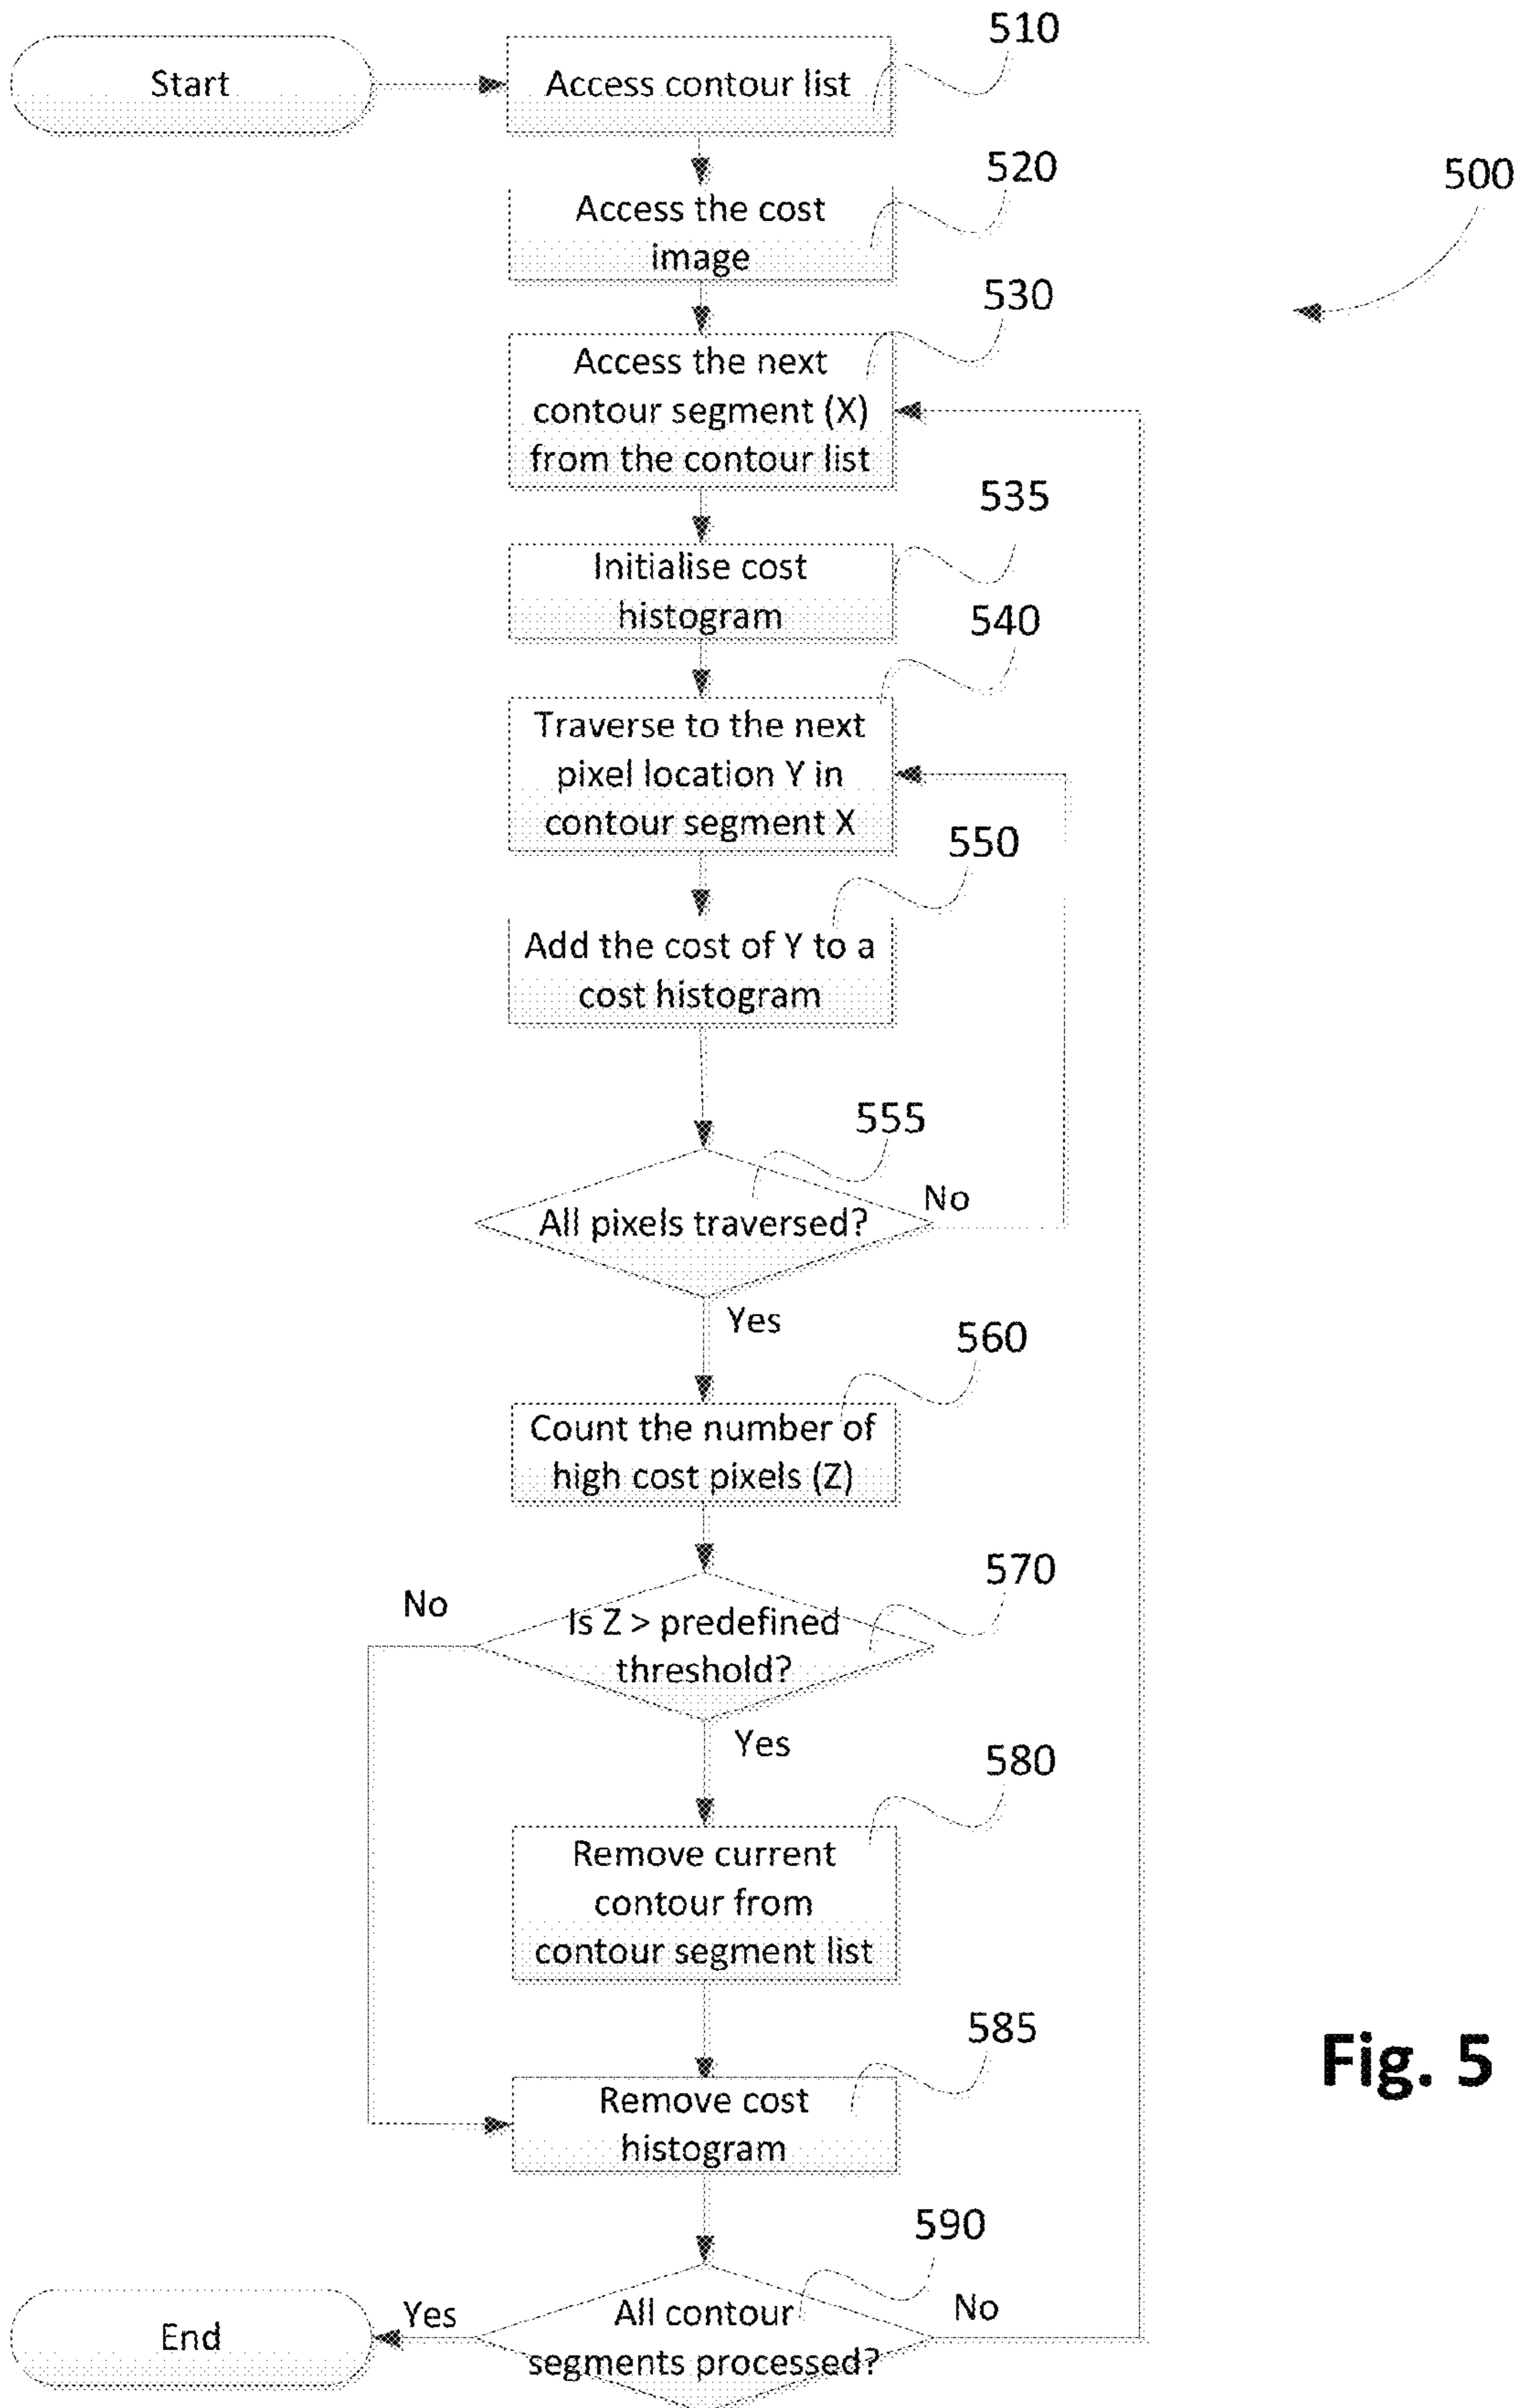 510
Start
Access contour list
520
500
Access the cost
image
530
Access the next
contour segment (X)
from the contour list
535
Initialise cost
histogram
540
Traverse to the next
pixel location Y in
contour segment X
550
Add the cost of Y to a
cost histogram
555
No
All pixels traversed?
Yes
560
Count the number of
high cost pixels (Z)
570
No
Is Z > predefined
threshold?
Yes
580
Remove current
contour from
contour segment list
585
Fig. 5
Remove cost
histogram
590
End
Yes
All contour
segments processed?
No